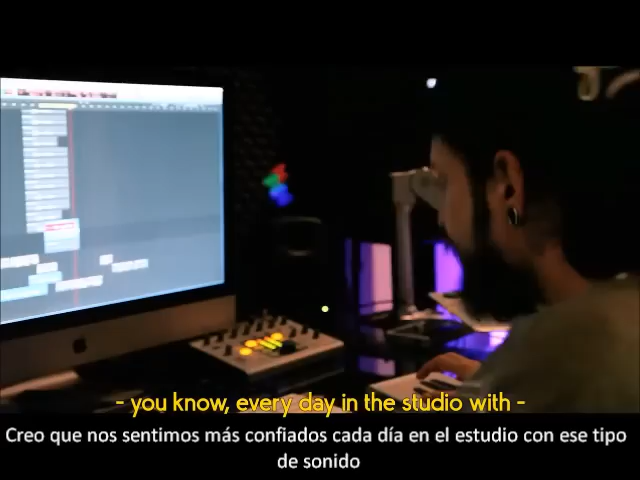 - you know, every day in the studio with -
Creo que nos sentimos más confiados cada día en el estudio con ese tipo
de sonido